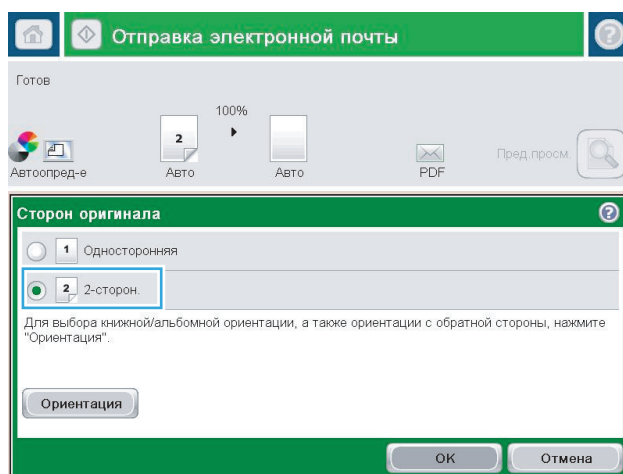 Отправка электронной почты
?
Готов
100%
2
Автоопред-е
Авто
Авто
PDF
Пред.просм.
Сторон оригинала
?
1 Односторонняя
2 2-сторон.
Для выбора книжной/альбомной ориентации, а также ориентации с обратной стороны, нажмите
"Ориентация".
Ориентация
OK
Отмена